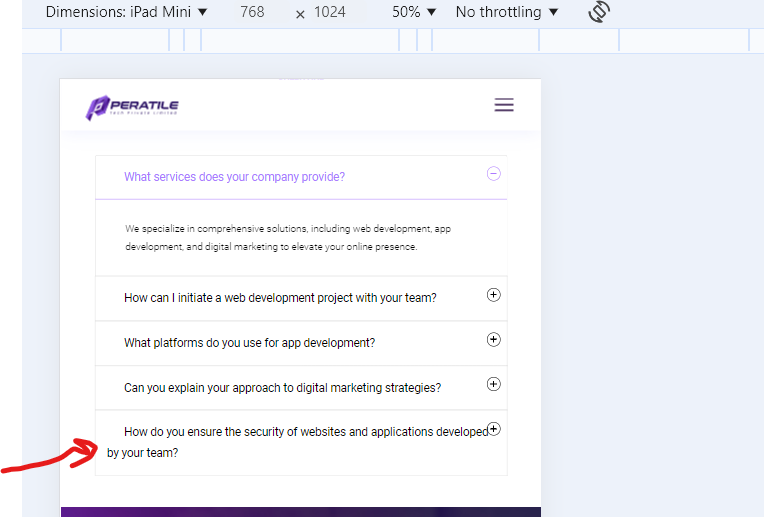 Dimensions: iPad Mini ▼ 768 × 1024 50% ▼ No throttling ▼
PERATILE
Tech Private Limited
What services does your company provide?
We specialize in comprehensive solutions, including web development, app
development, and digital marketing to elevate your online presence.
How can I initiate a web development project with your team?
What platforms do you use for app development?
Can you explain your approach to digital marketing strategies?
How do you ensure the security of websites and applications developed
by your team?